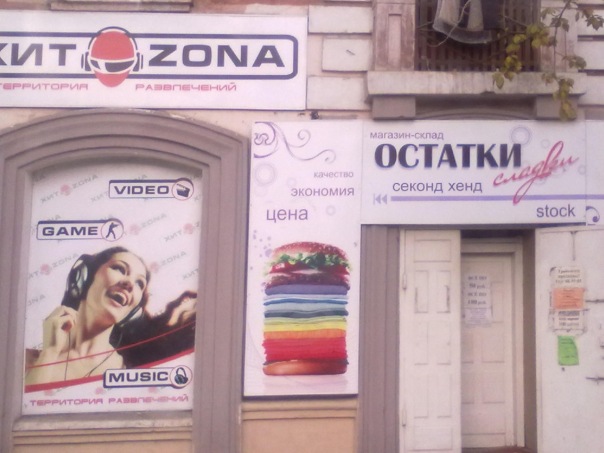 ХИТ ZONA
ТЕРРИТОРИЯ РАЗВЛЕЧЕНИЙ
VIDEO
GAME
MUSIC
ТЕРРИТОРИЯ РАЗВЛЕЧЕНИЙ
качество
экономия
цена
магазин-склад
ОСТАТКИ
сладки
секонд хенд
stock